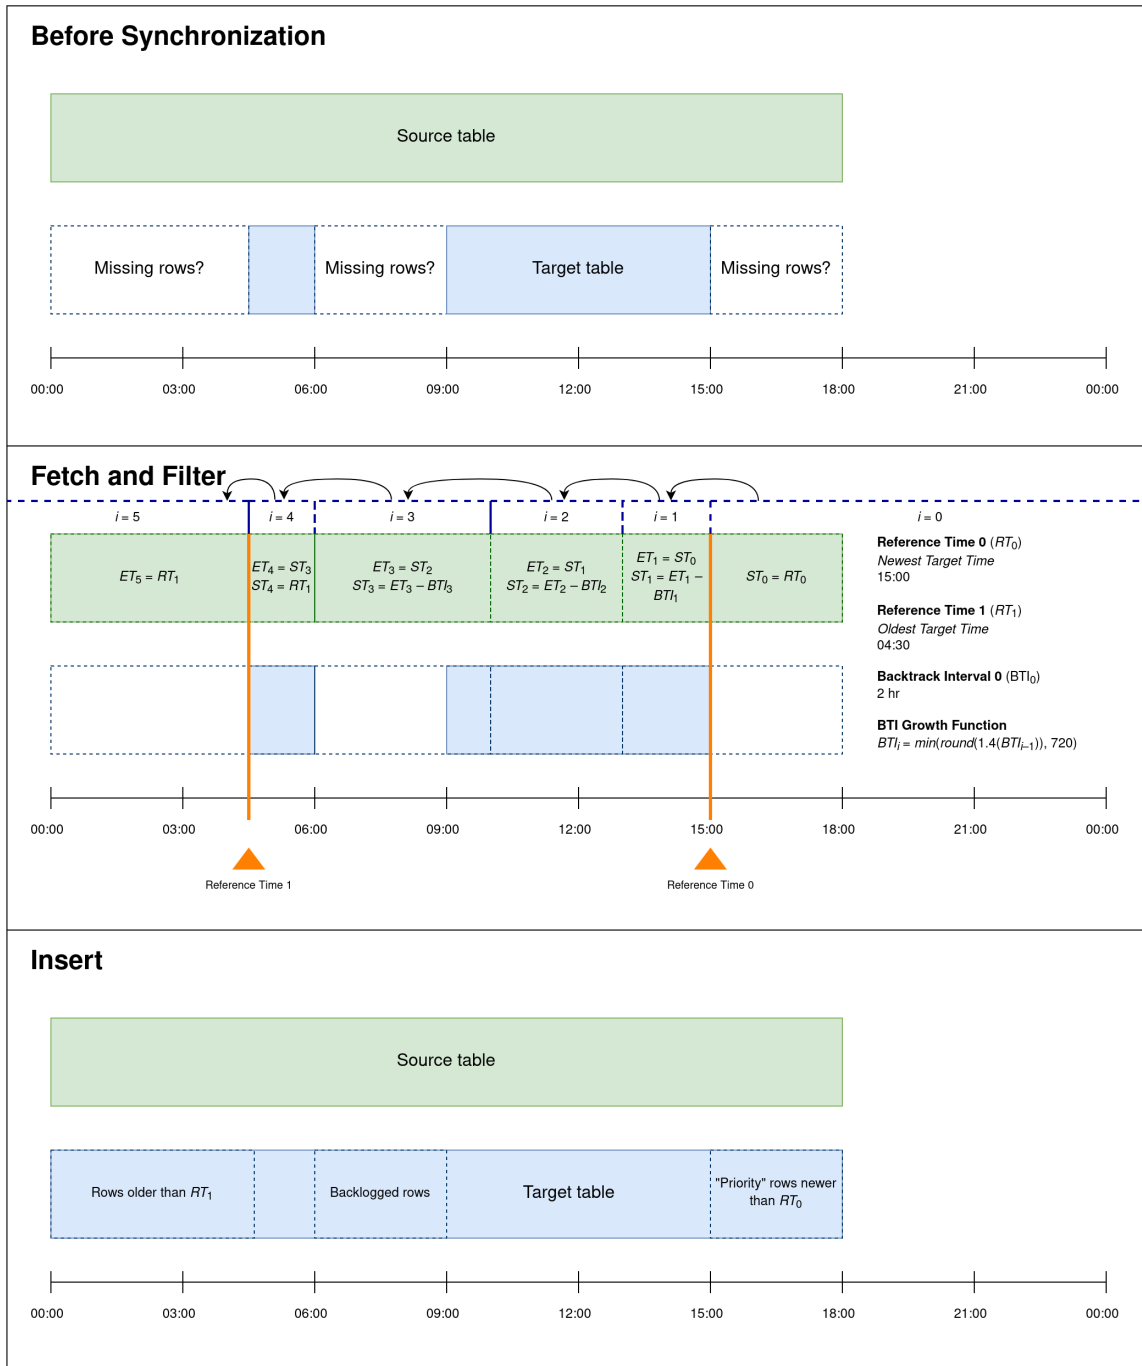 Before Synchronization
Source table
Missing rows?
Missing rows?
Target table
Missing rows?
00:00 03:00 06:00 09:00 12:00 15:00 18:00 21:00 00:00
Fetch and Filter
i = 5 i = 4 i = 3 i = 2 i = 1 i = 0
ET₅ = RT₁
ET₄ = ST₃
ST₄ = RT₁
ET₃ = ST₂
ST₃ = ET₃ − BTI₃
ET₂ = ST₁
ST₂ = ET₂ − BTI₂
ET₁ = ST₀
ST₁ = ET₁ −
BTI₁
ST₀ = RT₀
Reference Time 0 (RT₀)
Newest Target Time
15:00
Reference Time 1 (RT₁)
Oldest Target Time
04:30
Backtrack Interval 0 (BTI₀)
2 hr
BTI Growth Function
BTIᵢ = min(round(1.4(BTIᵢ₋₁)), 720)
00:00 03:00 06:00 09:00 12:00 15:00 18:00 21:00 00:00
Reference Time 1
Reference Time 0
Insert
Source table
Rows older than RT₁
Backlogged rows
Target table
"Priority" rows newer
than RT₀
00:00 03:00 06:00 09:00 12:00 15:00 18:00 21:00 00:00